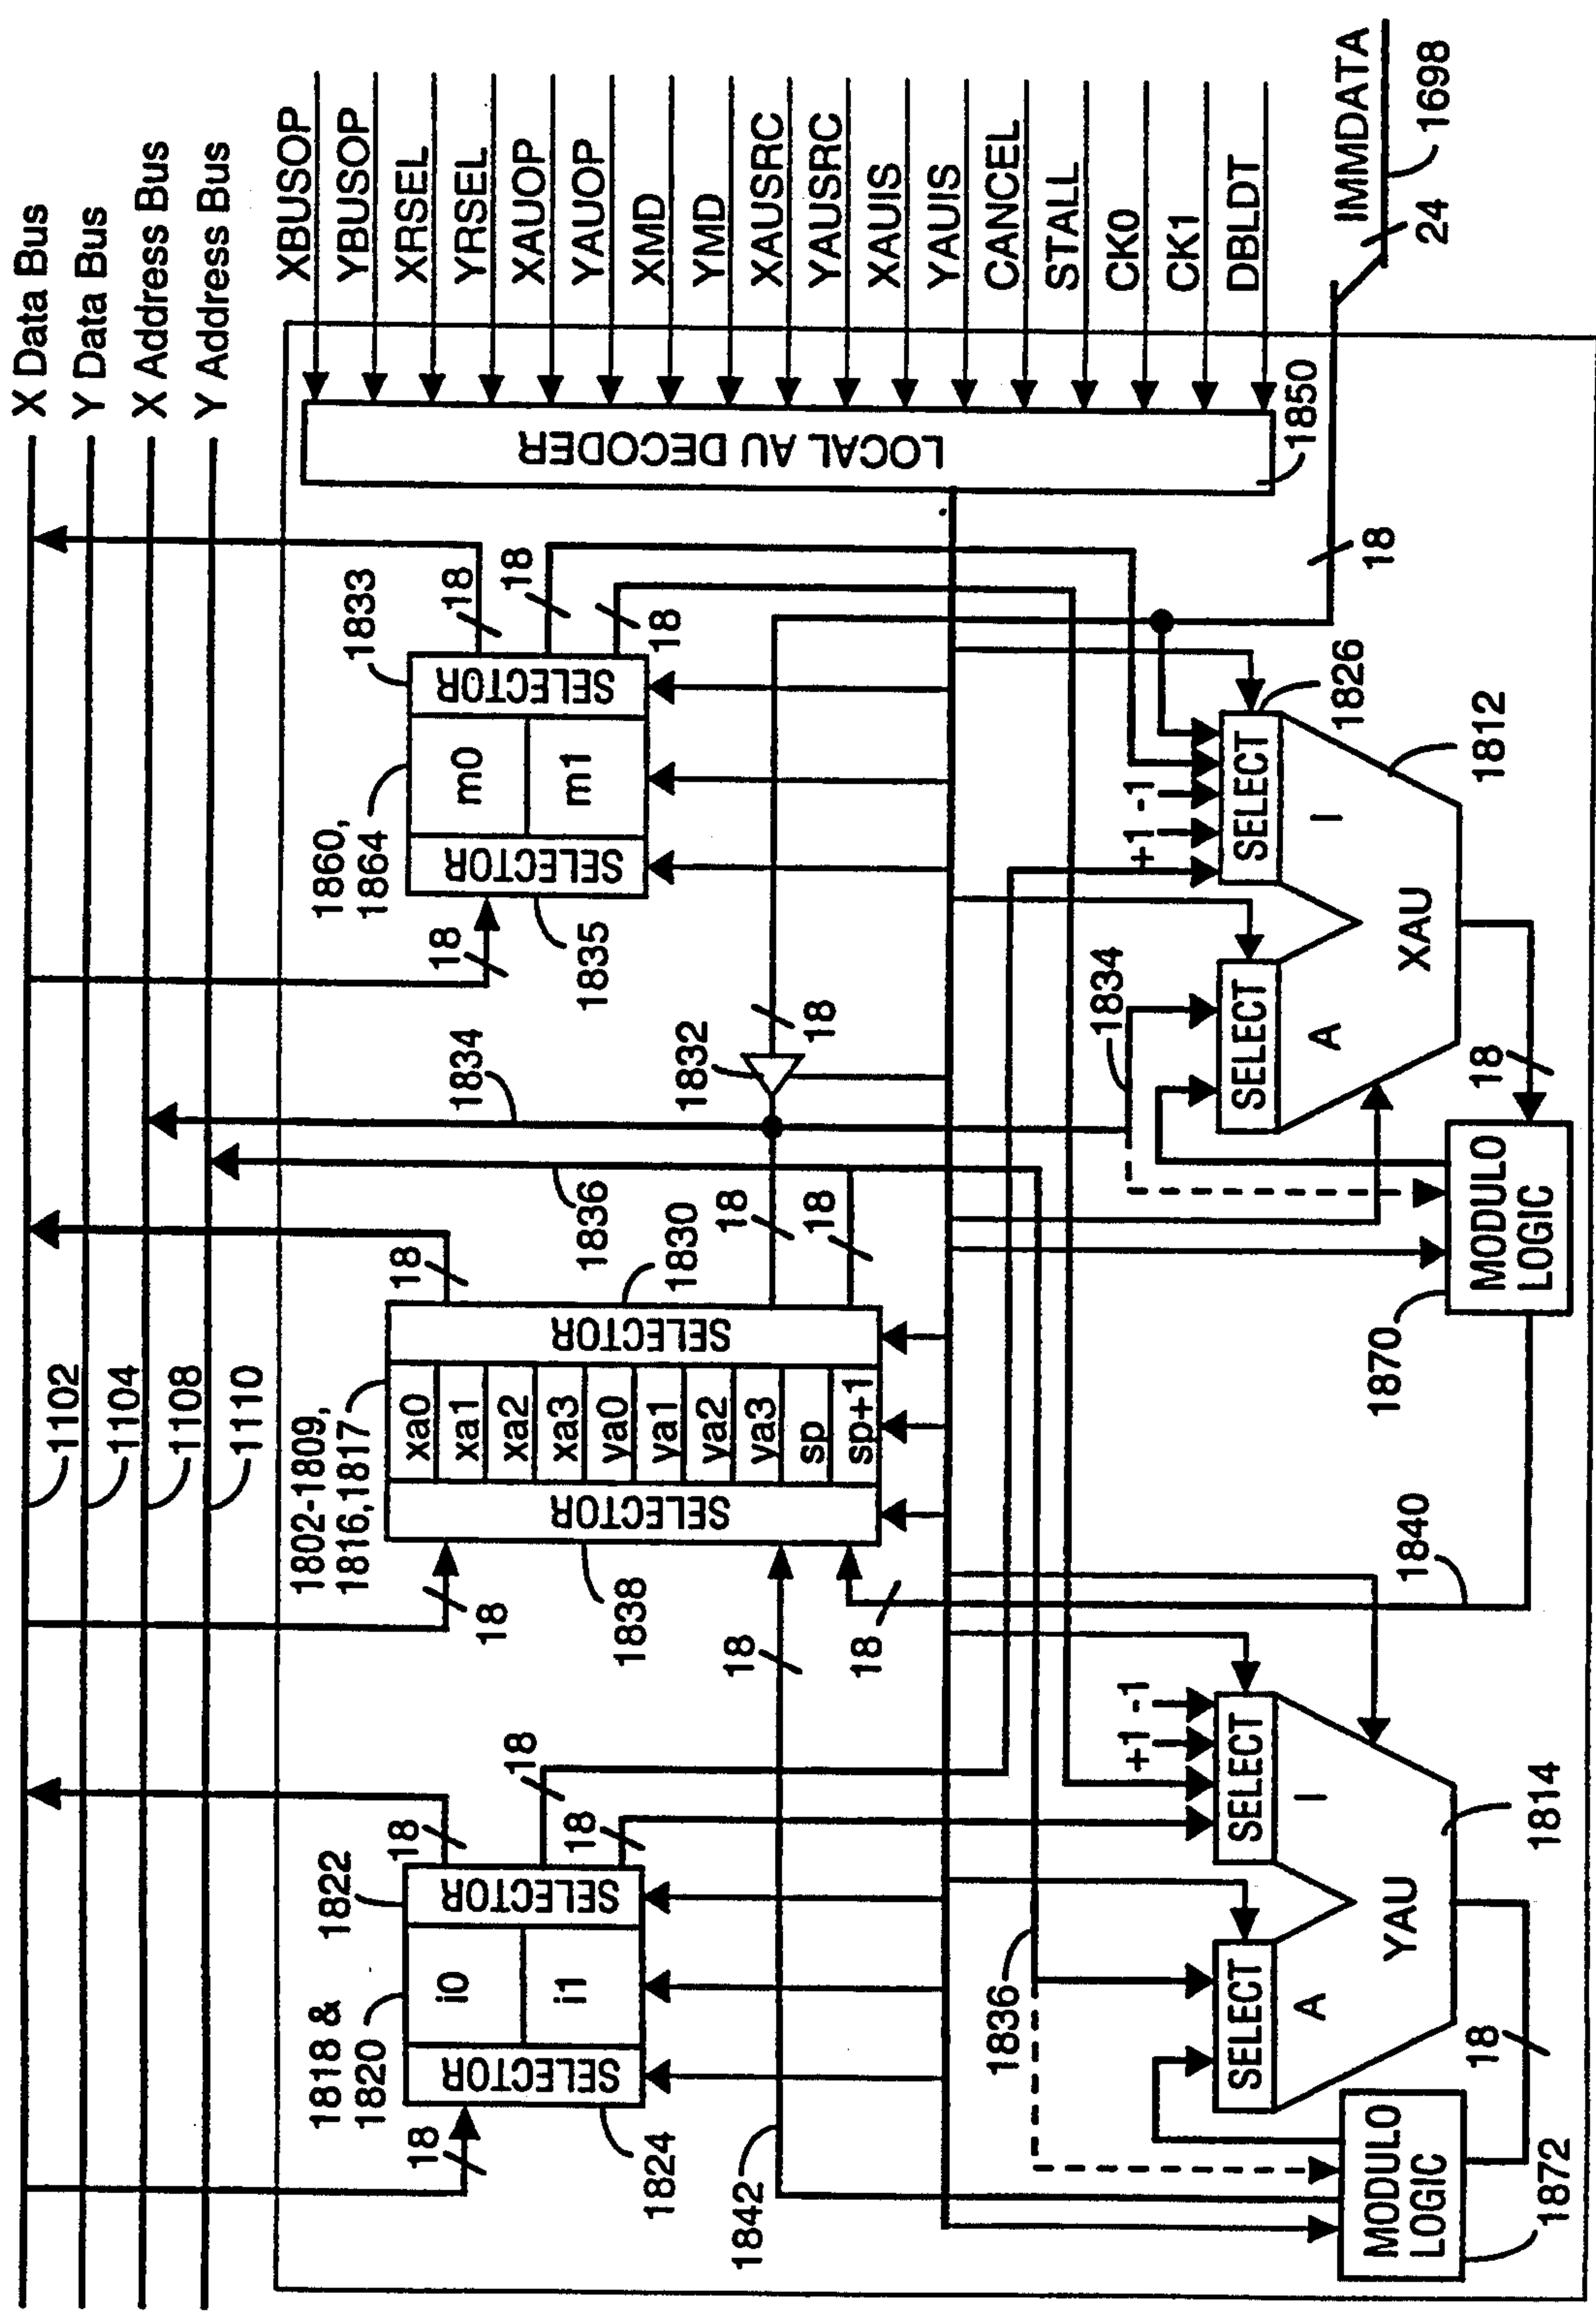 X Data Bus
Y Data Bus
X Address Bus
Y Address Bus
1102
1104
1108
1110
XBUSOP
YBUSOP
XRSEL
YRSEL
XAUOP
YAUOP
XMD
YMD
XAUSRC
YAUSRC
XAUIS
YAUIS
CANCEL
STALL
CK0
CK1
DBLDT
IMMDATA
1698
24
18
LOCAL AU DECODER
1850
1818 &
1820
1822
18
SELECTOR
i0
i1
SELECTOR
1824
18
18
18
1802-1809,
1816,1817
18
SELECTOR
xa0
xa1
xa2
xa3
ya0
ya1
ya2
ya3
sp
sp+1
SELECTOR
1838
1830
18
18
18
18
18
1836
1834
1832
18
1860,
1864
1833
18
SELECTOR
m0
m1
SELECTOR
1835
18
18
18
1842
1836
SELECT
A
SELECT
I
+1
-1
YAU
1814
18
MODULO
LOGIC
1872
1840
1834
SELECT
A
SELECT
I
+1
-1
1826
XAU
1812
18
MODULO
LOGIC
1870